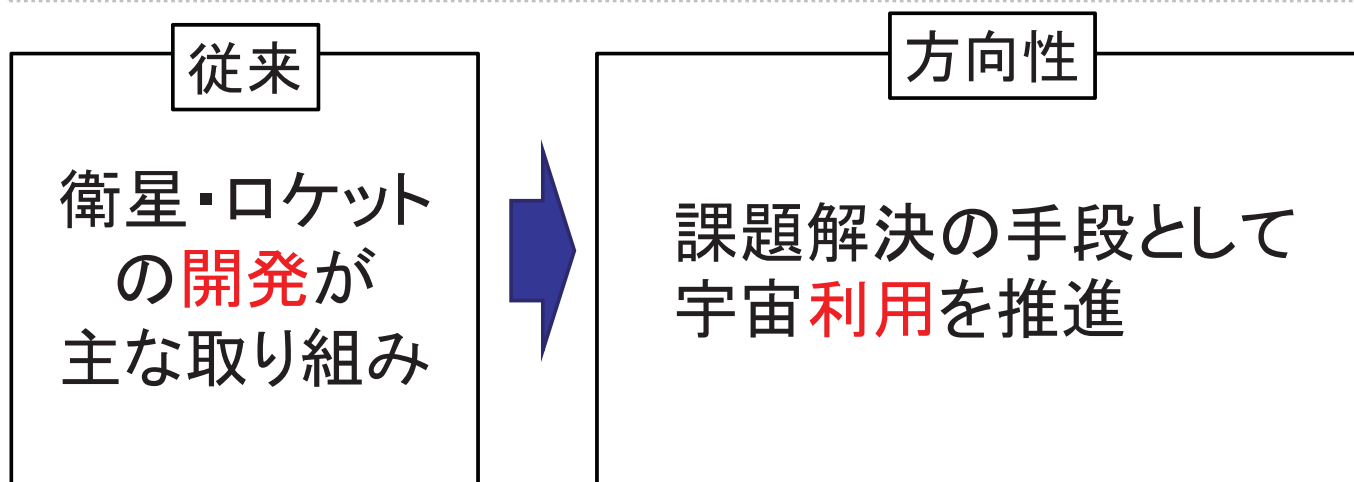 従来
衛星・ロケット
の開発が
主な取り組み
方向性
課題解決の手段として
宇宙利用を推進